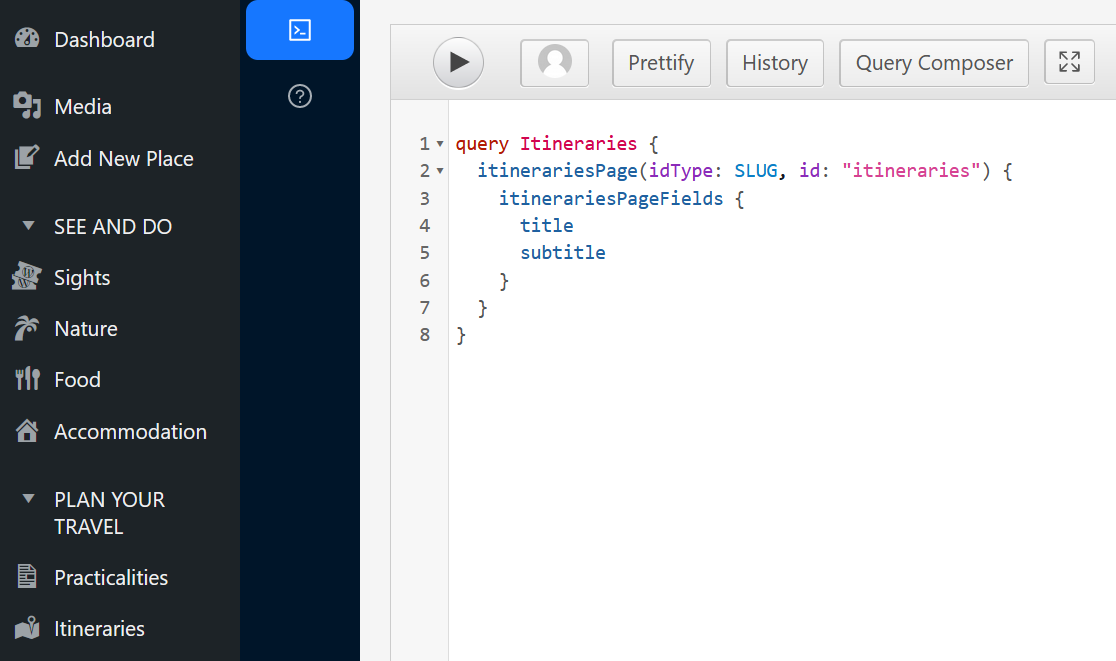 Dashboard
Media
Add New Place
SEE AND DO
Sights
Nature
Food
Accommodation
PLAN YOUR
TRAVEL
Practicalities
Itineraries
Prettify
History
Query Composer
1 query Itineraries {
2   itinerariesPage(idType: SLUG, id: "itineraries") {
3     itinerariesPageFields {
4       title
5       subtitle
6     }
7   }
8 }